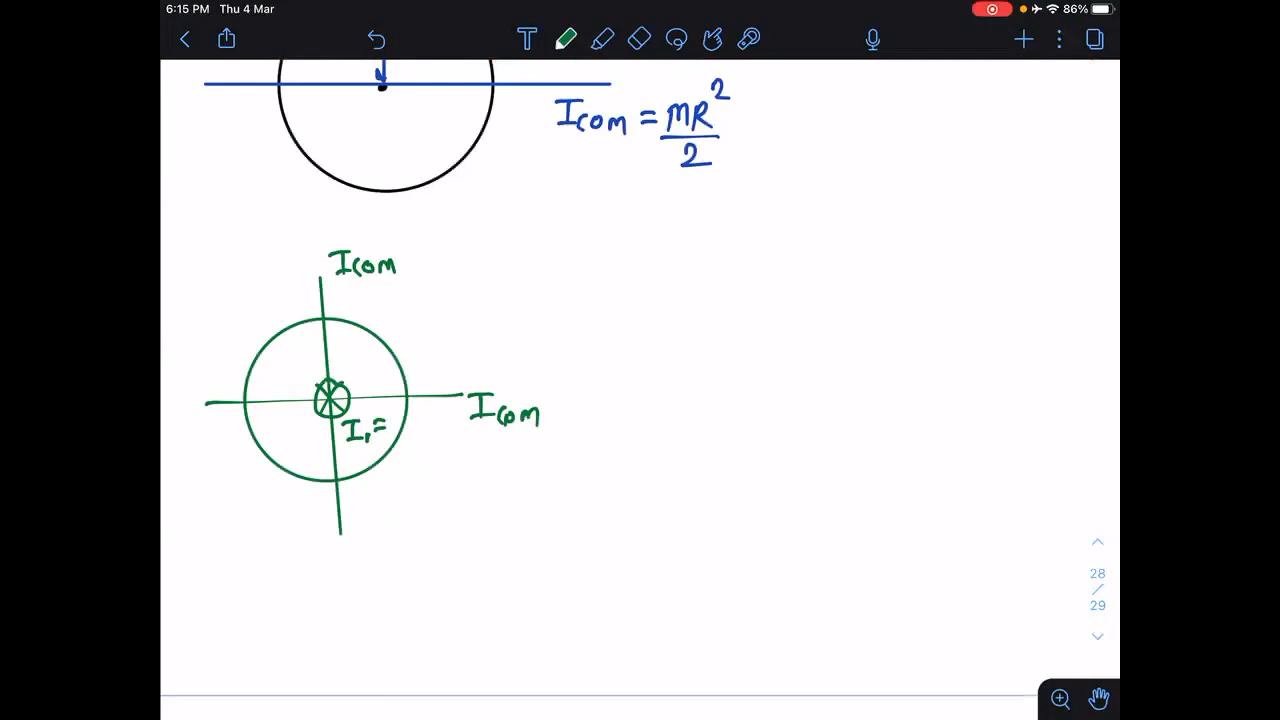 6:15 PM Thu 4 Mar
86%
T
Icom = MR²
2
Icom
Icom
I₁=
28
/
29